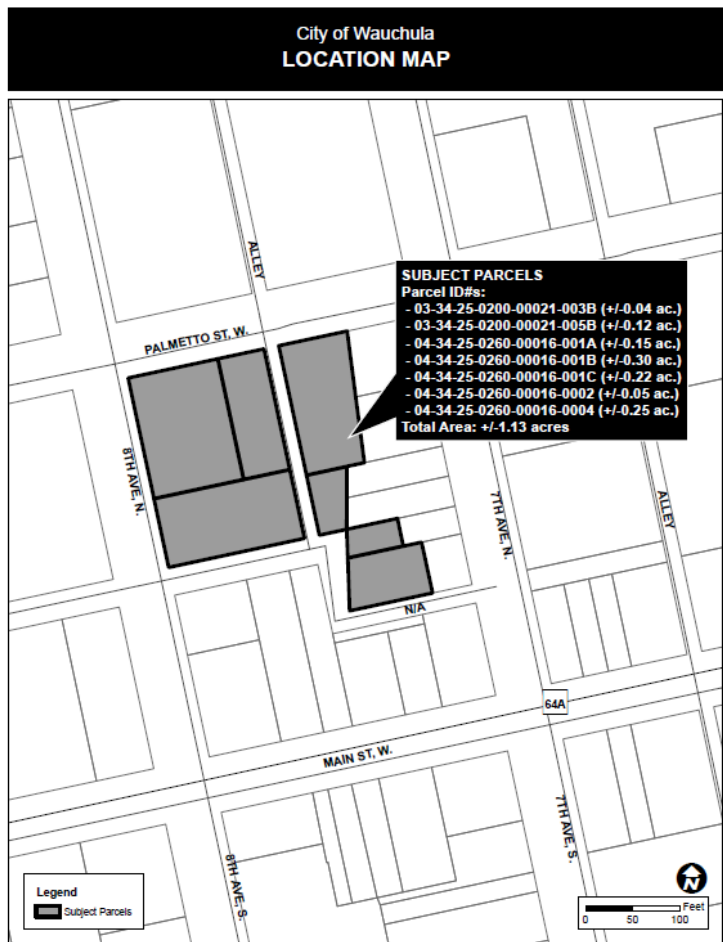 City of Wauchula
LOCATION MAP
ALLEY
SUBJECT PARCELS
Parcel ID#s:
- 03-34-25-0200-00021-003B (+/-0.04 ac.)
- 03-34-25-0200-00021-005B (+/-0.12 ac.)
- 04-34-25-0260-00016-001A (+/-0.15 ac.)
- 04-34-25-0260-00016-001B (+/-0.30 ac.)
- 04-34-25-0260-00016-001C (+/-0.22 ac.)
- 04-34-25-0260-00016-0002 (+/-0.05 ac.)
- 04-34-25-0260-00016-0004 (+/-0.25 ac.)
Total Area: +/-1.13 acres
PALMETTO ST, W.
8TH AVE, N.
7TH AVE, N.
ALLEY
N/A
64A
MAIN ST, W.
7TH AVE, S.
8TH AVE, S.
Legend
Subject Parcels
N
Feet
0 50 100